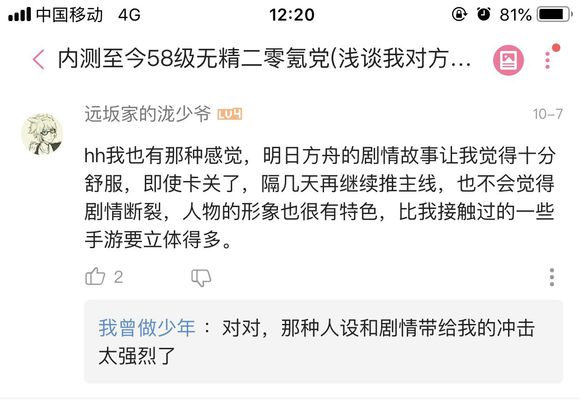 中国移动 4G 12:20 81%
内测至今58级无精二零氪党(浅谈我对方...
远坂家的泷少爷 LV4 10-7
hh我也有那种感觉，明日方舟的剧情故事让我觉得十分
舒服，即使卡关了，隔几天再继续推主线，也不会觉得
剧情断裂，人物的形象也很有特色，比我接触过的一些
手游要立体得多。
2
我曾做少年 ：对对，那种人设和剧情带给我的冲击
太强烈了